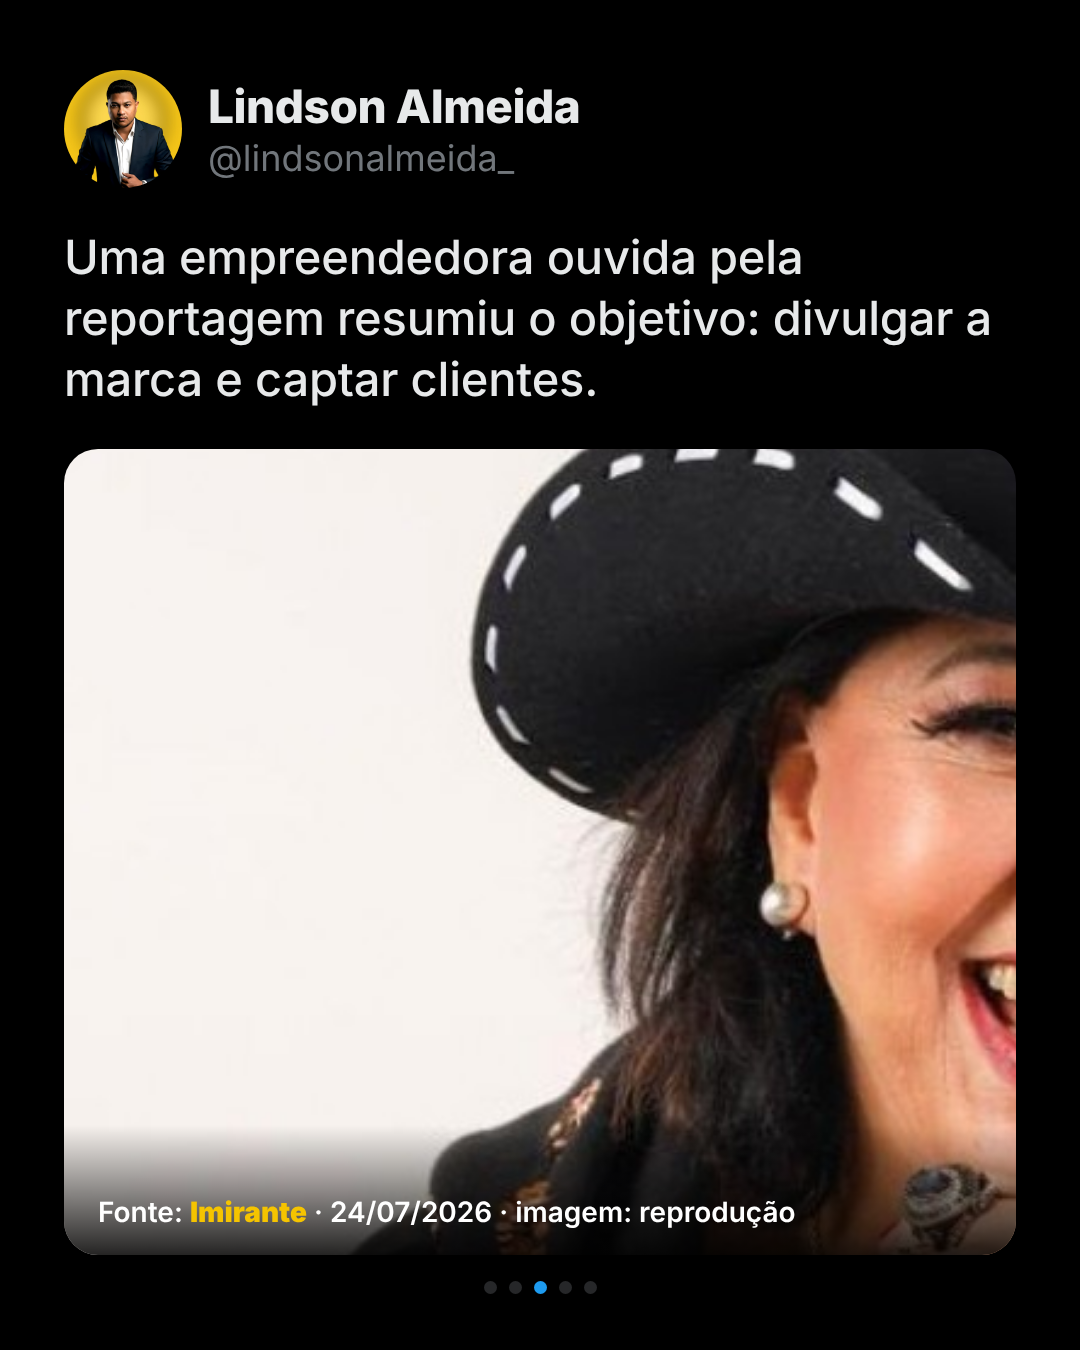 Lindson Almeida
@lindsonalmeida_
Uma empreendedora ouvida pela
reportagem resumiu o objetivo: divulgar a
marca e captar clientes.
Fonte: Imirante · 24/07/2026 · imagem: reprodução